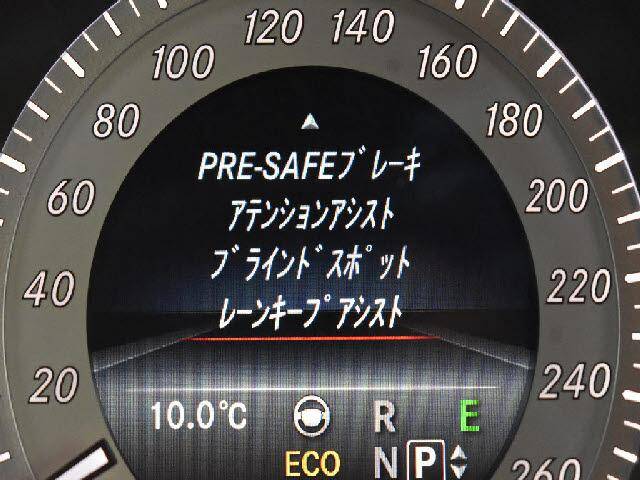 120 140
100 160
80 180
PRE-SAFEﾌﾞﾚｰｷ
60 200
ｱﾃﾝｼｮﾝｱｼｽﾄ
ﾌﾞﾗｲﾝﾄﾞｽﾎﾟｯﾄ
40 220
ﾚｰﾝｷｰﾌﾟｱｼｽﾄ
20 240
10.0℃ R E
ECO N P 260